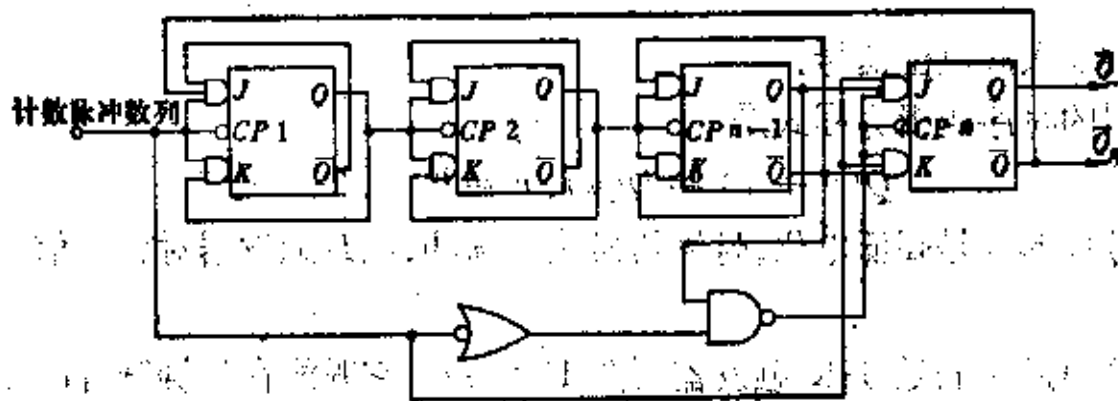 计数脉冲数列
J Q
CP 1
K Q̅
J Q
CP 2
K Q̅
J Q
CP n-1
K Q̅
J Q
CP n
K Q̅
Q̅
Q̅n